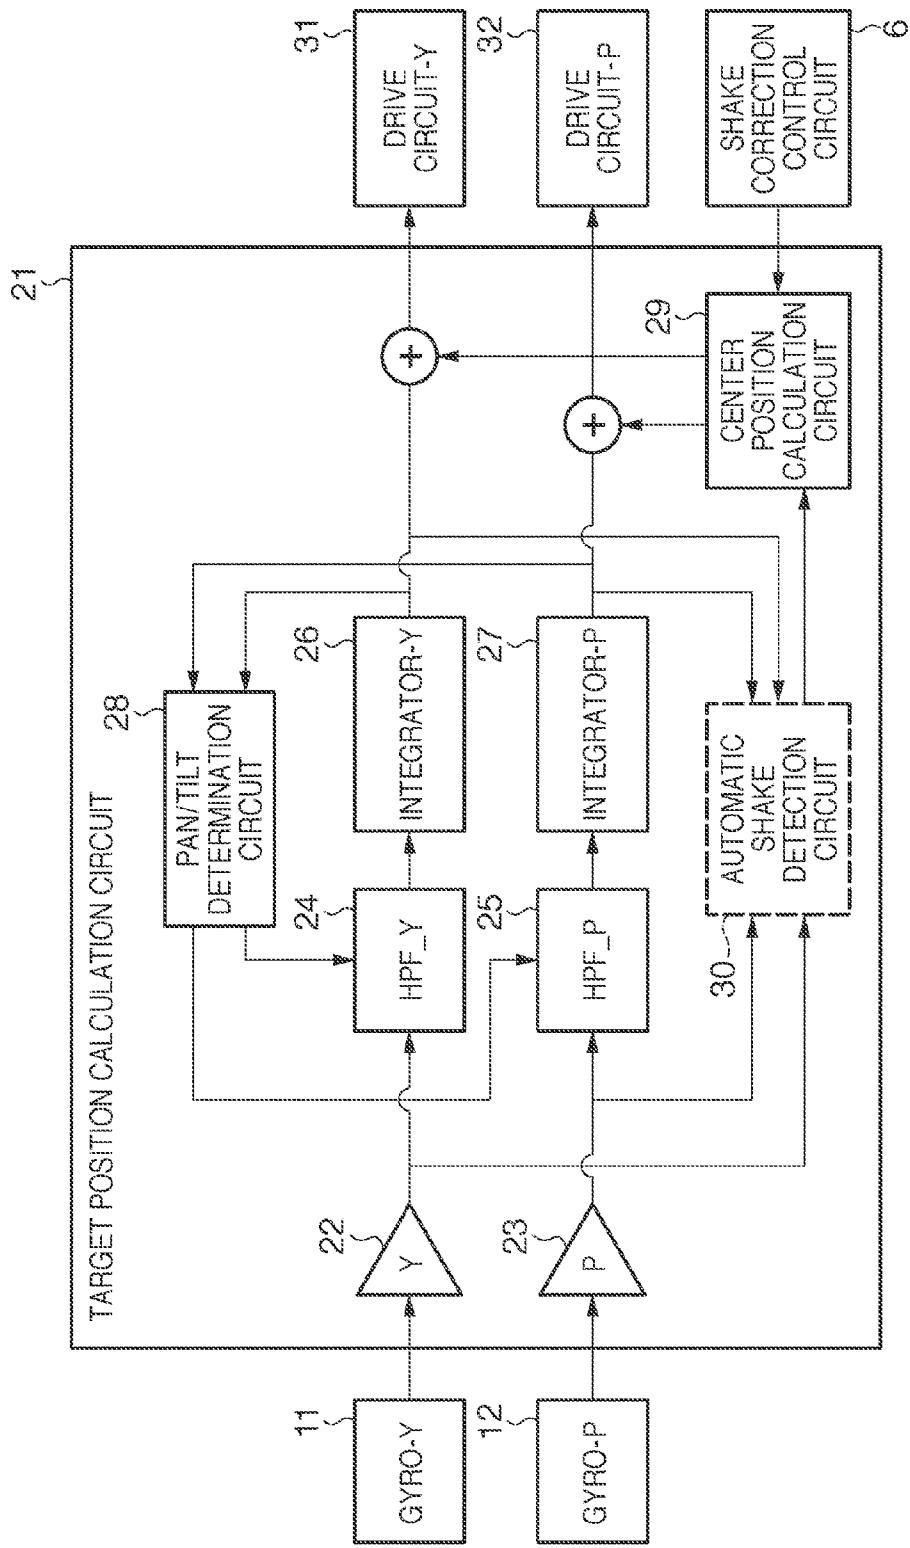 TARGET POSITION CALCULATION CIRCUIT
21
11
GYRO-Y
22
Y
24
HPF_Y
26
INTEGRATOR-Y
+
31
DRIVE
CIRCUIT-Y
28
PAN/TILT
DETERMINATION
CIRCUIT
12
GYRO-P
23
P
25
HPF_P
27
INTEGRATOR-P
+
32
DRIVE
CIRCUIT-P
30
AUTOMATIC
SHAKE
DETECTION
CIRCUIT
29
CENTER
POSITION
CALCULATION
CIRCUIT
6
SHAKE
CORRECTION
CONTROL
CIRCUIT